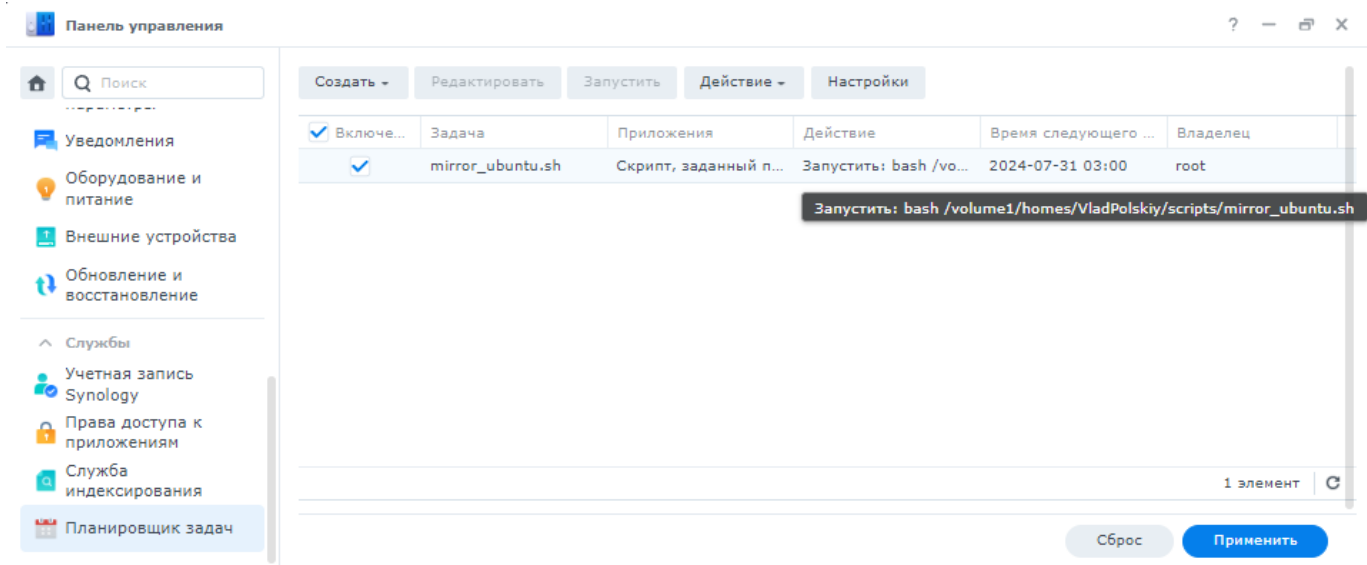 Панель управления
?
Поиск
Создать
Редактировать
Запустить
Действие
Настройки
Уведомления
Оборудование и
питание
Внешние устройства
Обновление и
восстановление
Службы
Учетная запись
Synology
Права доступа к
приложениям
Служба
индексирования
Планировщик задач
Включе...
Задача
Приложения
Действие
Время следующего ...
Владелец
mirror_ubuntu.sh
Скрипт, заданный п...
Запустить: bash /vo...
2024-07-31 03:00
root
Запустить: bash /volume1/homes/VladPolskiy/scripts/mirror_ubuntu.sh
1 элемент
Сброс
Применить